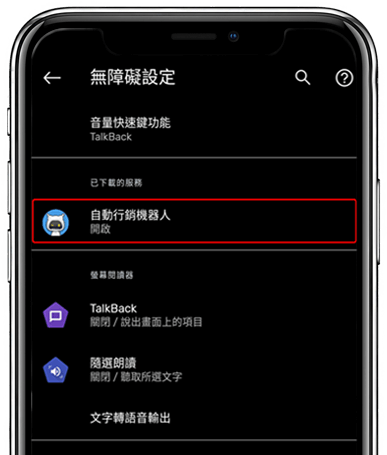 無障礙設定
音量快速鍵功能
TalkBack
已下載的服務
自動行銷機器人
開啟
螢幕閱讀器
TalkBack
關閉 / 說出畫面上的項目
隨選朗讀
關閉 / 聽取所選文字
文字轉語音輸出